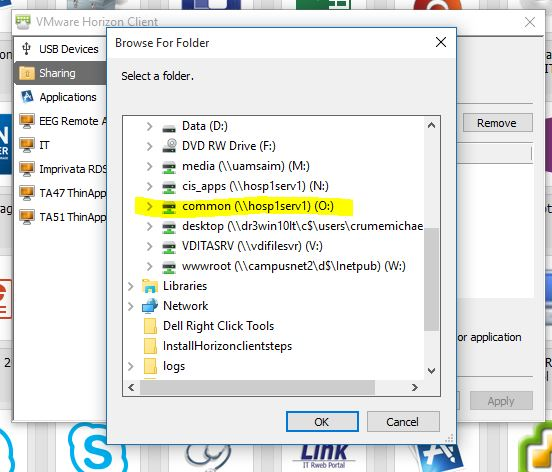 VMware Horizon Client
Browse For Folder
Select a folder.
USB Devices
Sharing
Applications
EEG Remote A
IT
Imprivata RDS
TA47 ThinApp
TA51 ThinApp
Data (D:)
DVD RW Drive (F:)
media (\\uamsaim) (M:)
cis_apps (\\hosp1serv1) (N:)
common (\\hosp1serv1) (O:)
desktop (\\dr3win10lt\c$\users\crumemichae
VDITASRV (\\vdifilesvr) (V:)
wwwroot (\\campusnet2\d$\Inetpub) (W:)
Libraries
Network
Dell Right Click Tools
InstallHorizonclientsteps
logs
OK
Cancel
Remove
or application
Apply
Link
IT Rweb Portal